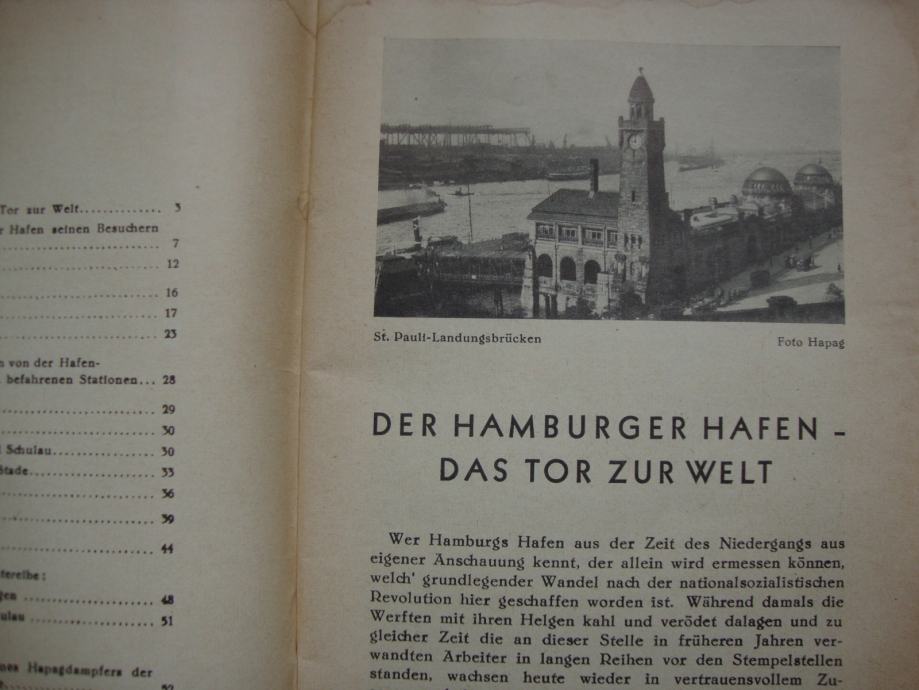 Tor zur Welt............. 3
Hafen seinen Besuchern
7
12
16
17
23
von der Hafen-
befahrenen Stationen... 28
29
30
Schulau 30
Stade 33
36
39
44
48
51
Hapagdampfers der
St. Pauli-Landungsbrücken
Foto Hapag
DER HAMBURGER HAFEN –
DAS TOR ZUR WELT
Wer Hamburgs Hafen aus der Zeit des Niedergangs aus
eigener Anschauung kennt, der allein wird ermessen können,
welch' grundlegender Wandel nach der nationalsozialistischen
Revolution hier geschaffen worden ist. Während damals die
Werften mit ihren Helgen kahl und verödet dalagen und zu
gleicher Zeit die an dieser Stelle in früheren Jahren ver-
wandten Arbeiter in langen Reihen vor den Stempelstellen
standen, wachsen heute wieder in vertrauensvollem Zu-